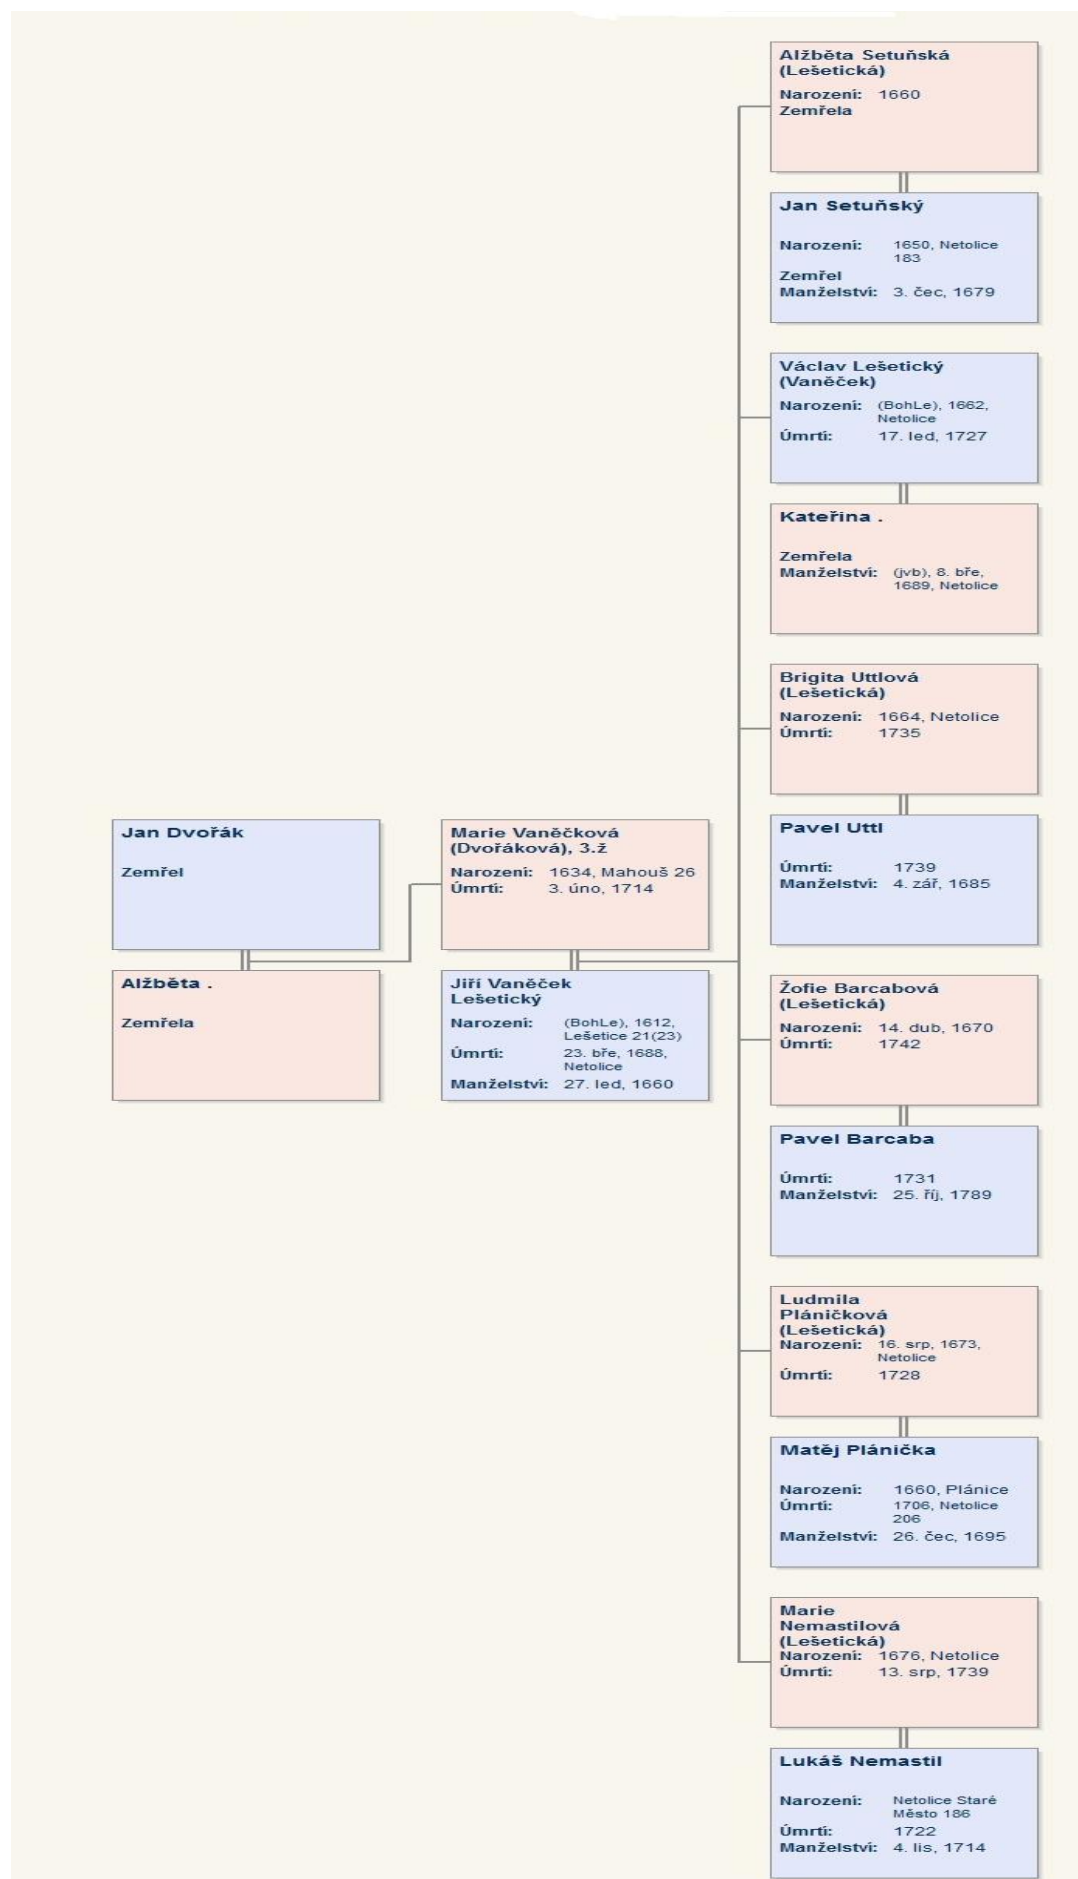 Jan Dvořák
Zemřel
Alžběta .
Zemřela
Marie Vaněčková
(Dvořáková), 3.ž
Narození: 1634, Mahouš 26
Úmrtí: 3. úno, 1714
Jiří Vaněček
Lešetický
Narození: (BohLe), 1612,
Lešetice 21(23)
Úmrtí: 23. bře, 1688,
Netolice
Manželství: 27. led, 1660
Alžběta Setuňská
(Lešetická)
Narození: 1660
Zemřela
Jan Setuňský
Narození: 1650, Netolice
183
Zemřel
Manželství: 3. čec, 1679
Václav Lešetický
(Vaněček)
Narození: (BohLe), 1662,
Netolice
Úmrtí: 17. led, 1727
Kateřina .
Zemřela
Manželství: (jvb), 8. bře,
1689, Netolice
Brigita Uttlová
(Lešetická)
Narození: 1664, Netolice
Úmrtí: 1735
Pavel Uttl
Úmrtí: 1739
Manželství: 4. zář, 1685
Žofie Barcabová
(Lešetická)
Narození: 14. dub, 1670
Úmrtí: 1742
Pavel Barcaba
Úmrtí: 1731
Manželství: 25. říj, 1789
Ludmila
Pláničková
(Lešetická)
Narození: 16. srp, 1673,
Netolice
Úmrtí: 1728
Matěj Plánička
Narození: 1660, Plánice
Úmrtí: 1706, Netolice
206
Manželství: 26. čec, 1695
Marie
Nemastilová
(Lešetická)
Narození: 1676, Netolice
Úmrtí: 13. srp, 1739
Lukáš Nemastil
Narození: Netolice Staré
Město 186
Úmrtí: 1722
Manželství: 4. lis, 1714